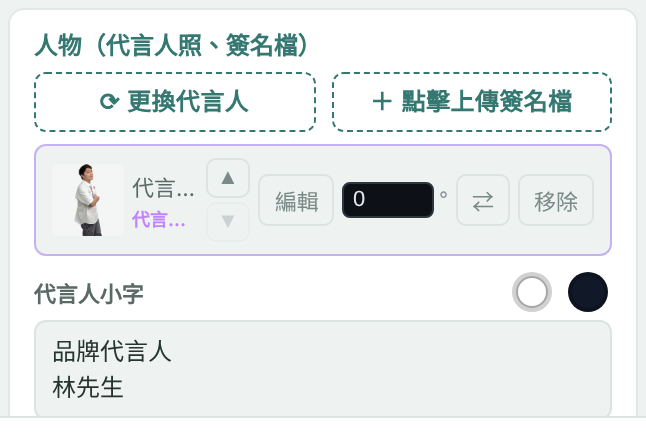 人物（代言人照、簽名檔）
⟳ 更換代言人
＋ 點擊上傳簽名檔
代言...
代言...
▲
▼
編輯
0
°
⇄
移除
代言人小字
品牌代言人
林先生